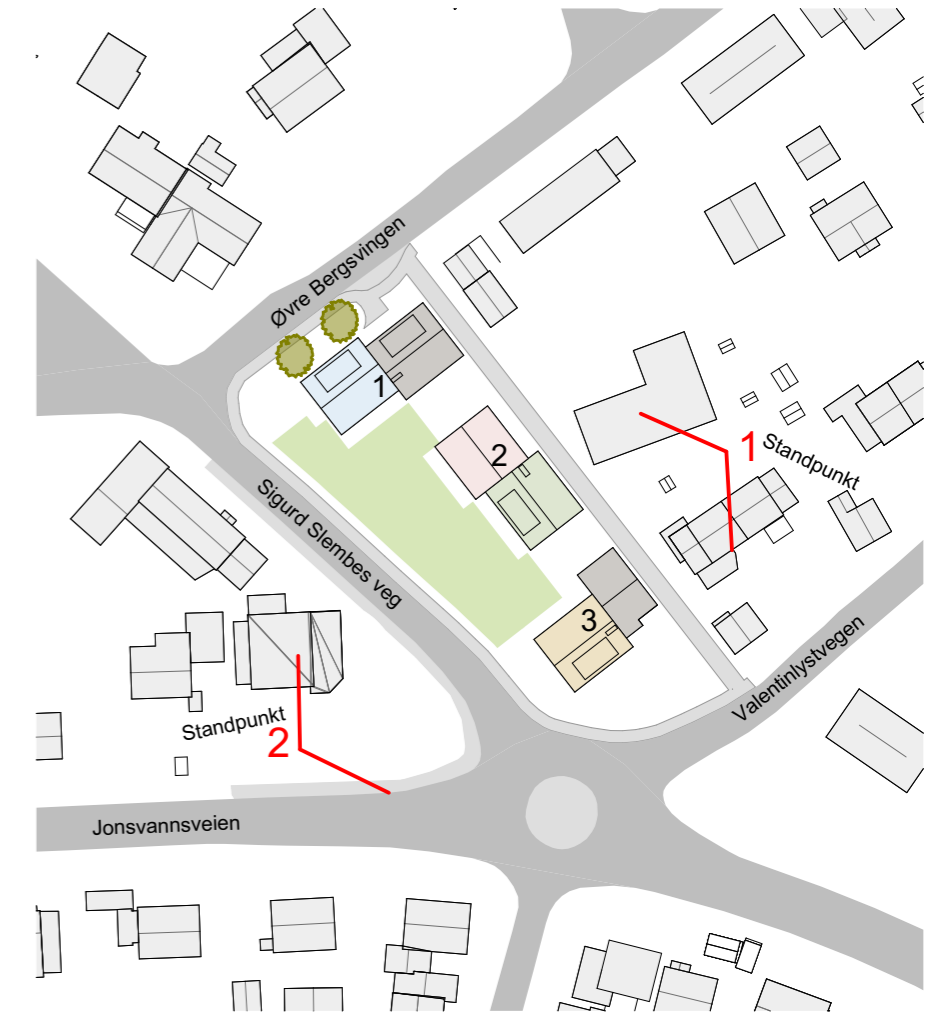 Øvre Bergsvingen
1
2
1
Standpunkt
Sigurd Slembes veg
3
Valentinlystvegen
Standpunkt
2
Jonsvannsveien